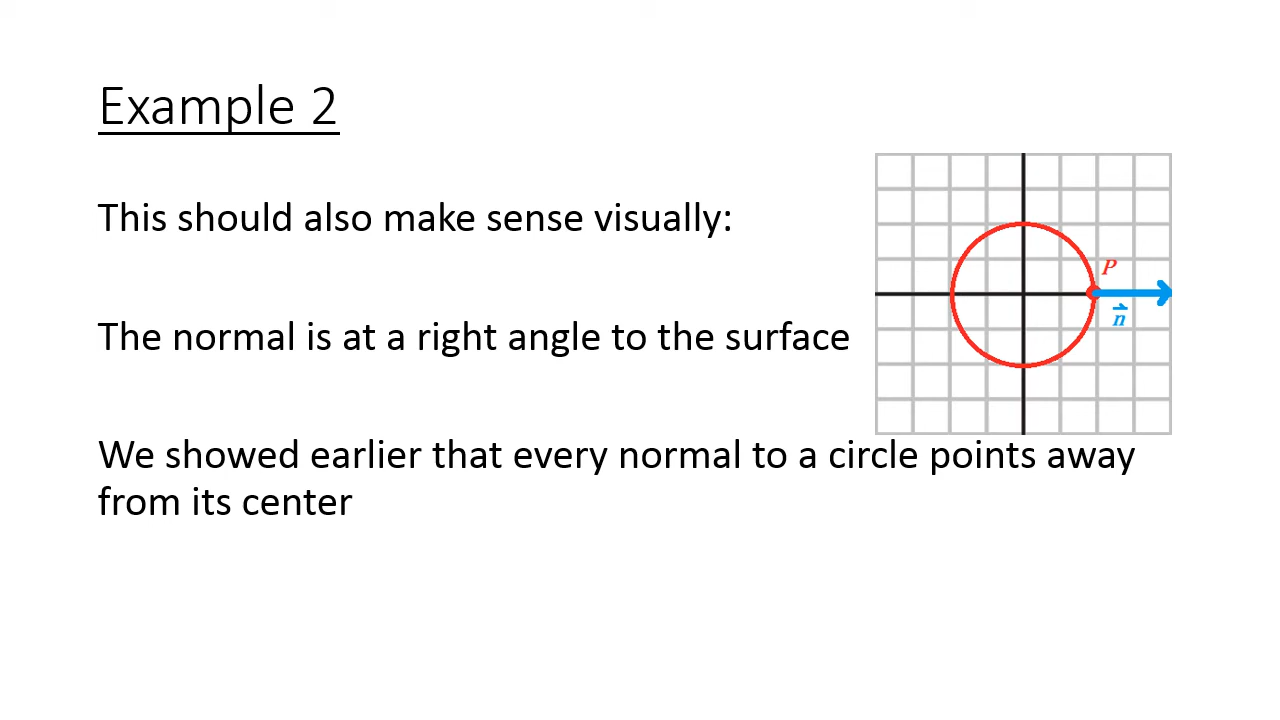 Example 2
This should also make sense visually:
P
n
The normal is at a right angle to the surface
We showed earlier that every normal to a circle points away
from its center